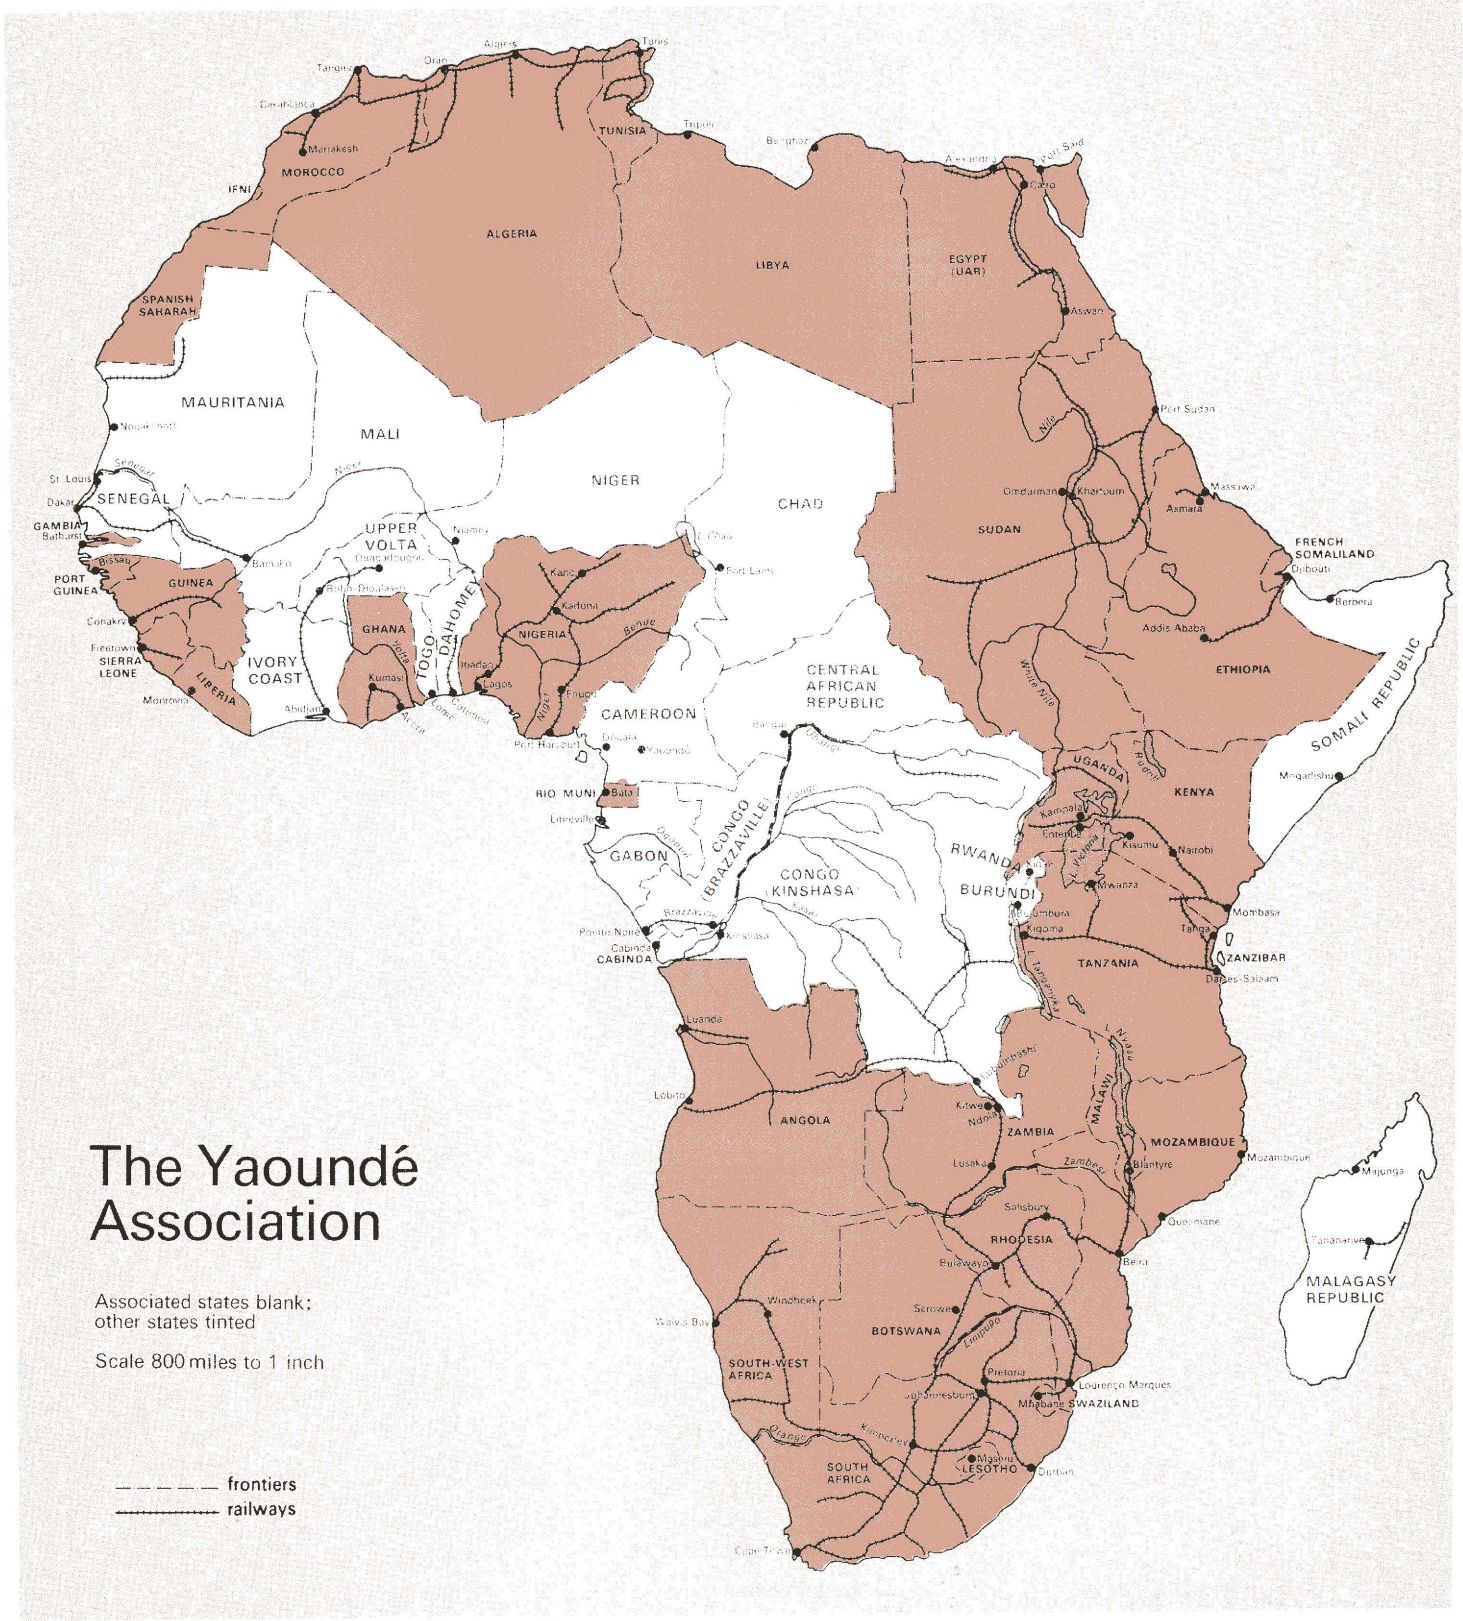 Tangier
Oran
Algiers
Tunis
Casablanca
Marrakesh
MOROCCO
IFNI
TUNISIA
Tripoli
Benghazi
Alexandria
Port Said
Cairo
ALGERIA
LIBYA
EGYPT
(UAR)
SPANISH
SAHARAH
Aswan
MAURITANIA
Nouakchott
MALI
NIGER
CHAD
Nile
Port Sudan
St. Louis
Senegal
Niger
Dakar
SENEGAL
GAMBIA
Bathurst
UPPER
VOLTA
Niamey
L. Chad
Omdurman
Khartoum
Massawa
Asmara
SUDAN
FRENCH
SOMALILAND
Djibouti
Bissau
PORT
GUINEA
GUINEA
Bamako
Ouagadougou
Bobo-Dioulasso
Kano
Fort Lamy
Berbera
Conakry
Freetown
SIERRA
LEONE
LIBERIA
Monrovia
IVORY
COAST
Abidjan
GHANA
Volta
Kumasi
Accra
TOGO
Lome
DAHOMEY
Cotonou
Kaduna
NIGERIA
Benue
Ibadan
Lagos
Enugu
Niger
Port Harcourt
Addis Ababa
ETHIOPIA
White Nile
CENTRAL
AFRICAN
REPUBLIC
SOMALI REPUBLIC
CAMEROON
Douala
Yaoundé
Bangui
Ubangi
Mogadishu
RIO MUNI
Bata
Libreville
GABON
Ogooué
CONGO
(BRAZZAVILLE)
Congo
CONGO
(KINSHASA)
Kasai
UGANDA
Rudolf
KENYA
Kampala
Entebbe
L. Victoria
Kisumu
Nairobi
RWANDA
Kigali
BURUNDI
Bujumbura
Mwanza
Kigoma
Mombasa
Tanga
ZANZIBAR
Dar-es-Salaam
TANZANIA
L. Tanganyika
Brazzaville
Pointe Noire
Kinshasa
Cabinda
CABINDA
Luanda
Lobito
ANGOLA
Lubumbashi
Kitwe
Ndola
ZAMBIA
Lusaka
L. Nyasa
MALAWI
Zambesi
Blantyre
MOZAMBIQUE
Mozambique
Quelimane
Majunga
Tananarive
MALAGASY
REPUBLIC
Salisbury
RHODESIA
Bulawayo
Beira
Windhoek
Walvis Bay
Serowe
BOTSWANA
Limpopo
SOUTH-WEST
AFRICA
Pretoria
Johannesburg
Lourenço Marques
Mbabane SWAZILAND
Orange
Kimberley
Maseru
LESOTHO
Durban
SOUTH
AFRICA
Cape Town
The Yaoundé
Association
Associated states blank;
other states tinted
Scale 800 miles to 1 inch
frontiers
railways